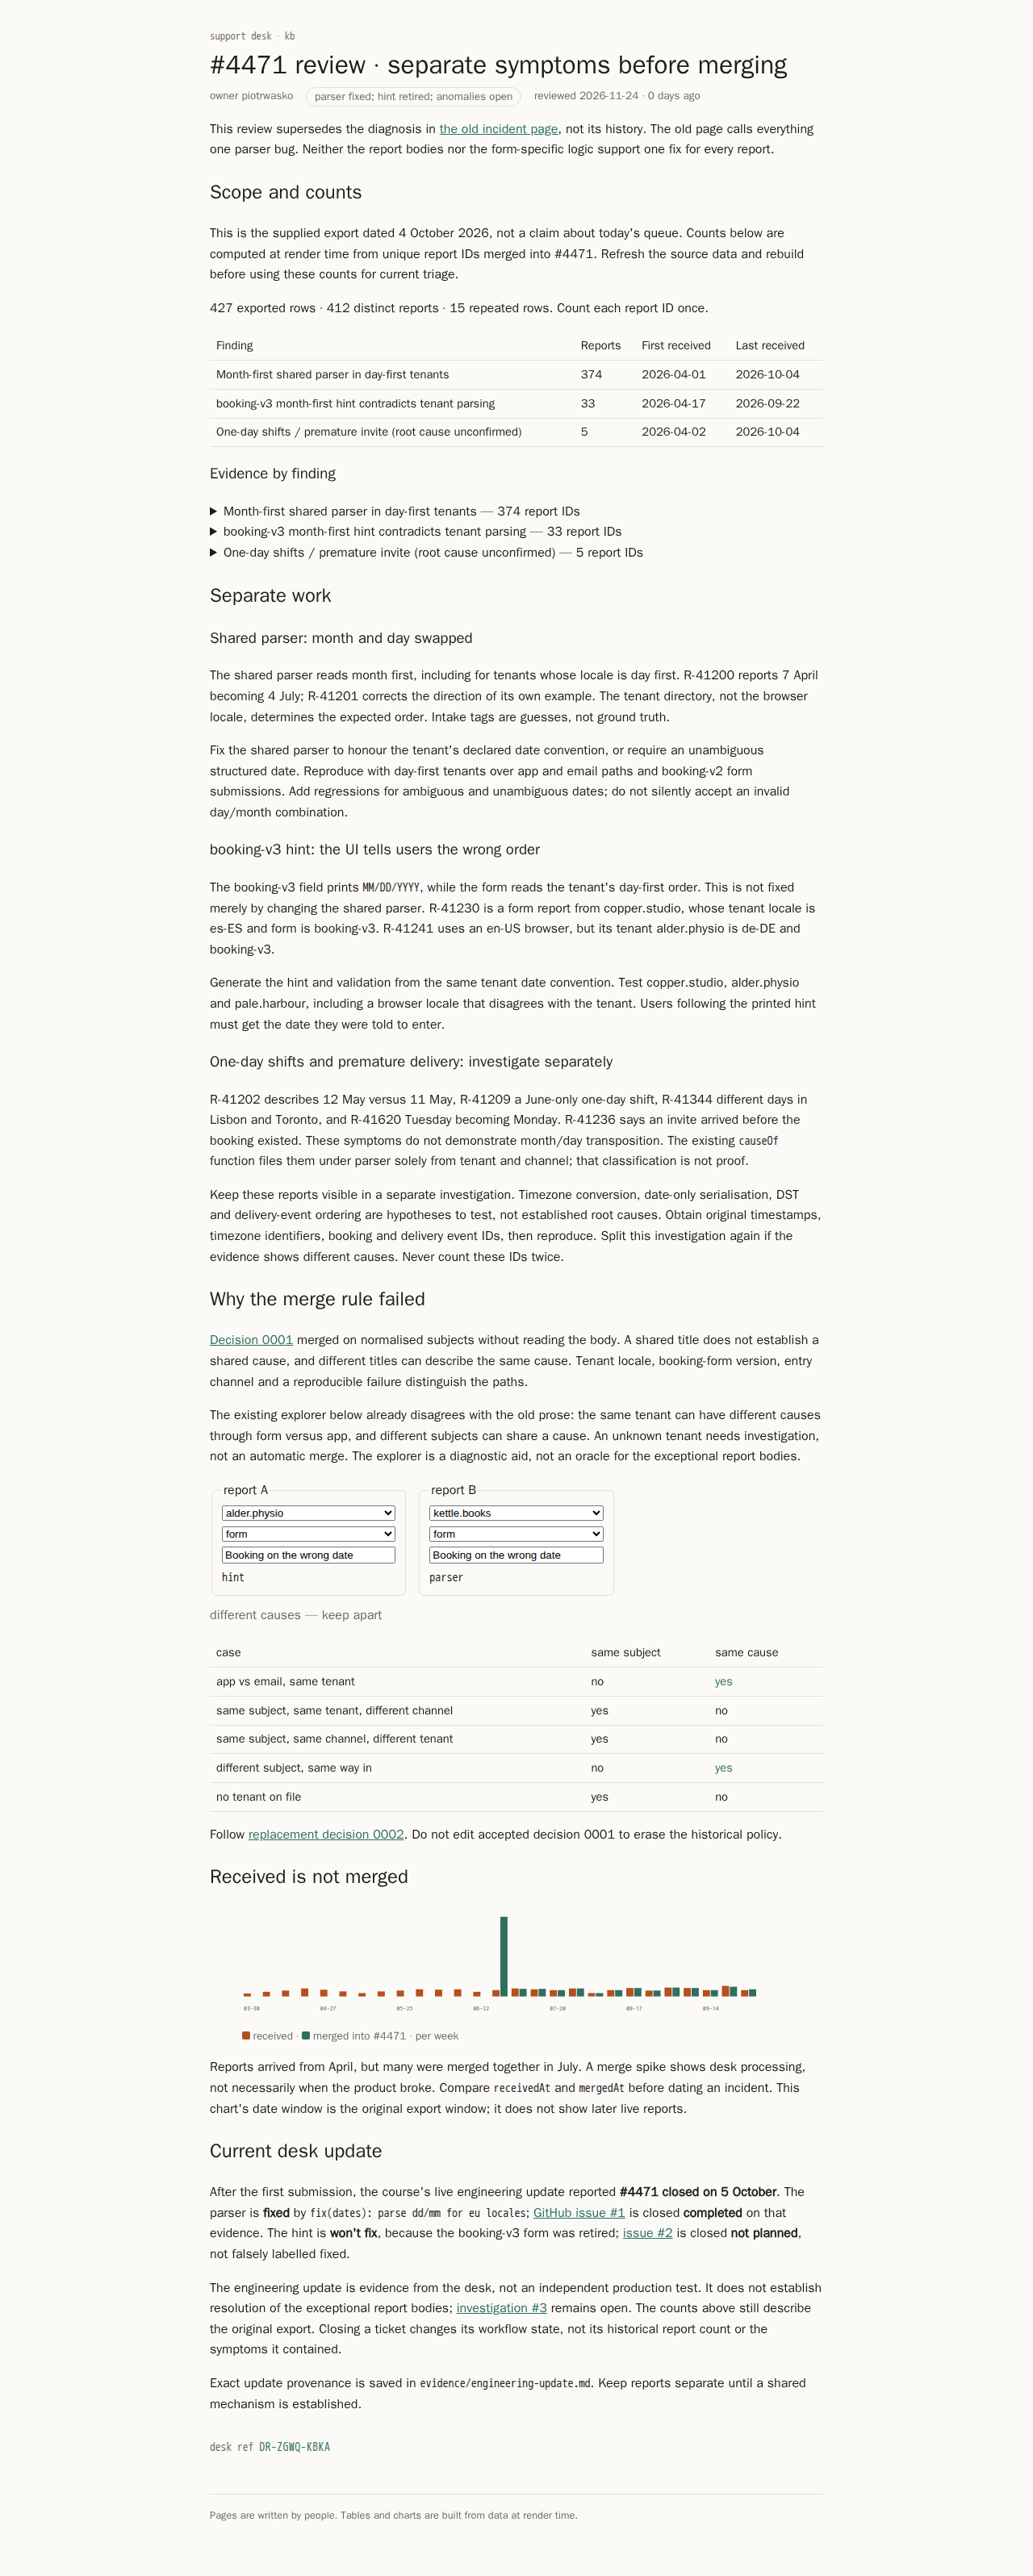 support desk · kb
#4471 review · separate symptoms before merging
owner piotrwasko parser fixed; hint retired; anomalies open reviewed 2026-11-24 · 0 days ago
This review supersedes the diagnosis in the old incident page, not its history. The old page calls everything
one parser bug. Neither the report bodies nor the form-specific logic support one fix for every report.
Scope and counts
This is the supplied export dated 4 October 2026, not a claim about today's queue. Counts below are
computed at render time from unique report IDs merged into #4471. Refresh the source data and rebuild
before using these counts for current triage.
427 exported rows · 412 distinct reports · 15 repeated rows. Count each report ID once.
Finding Reports First received Last received
Month-first shared parser in day-first tenants 374 2026-04-01 2026-10-04
booking-v3 month-first hint contradicts tenant parsing 33 2026-04-17 2026-09-22
One-day shifts / premature invite (root cause unconfirmed) 5 2026-04-02 2026-10-04
Evidence by finding
▶ Month-first shared parser in day-first tenants — 374 report IDs
▶ booking-v3 month-first hint contradicts tenant parsing — 33 report IDs
▶ One-day shifts / premature invite (root cause unconfirmed) — 5 report IDs
Separate work
Shared parser: month and day swapped
The shared parser reads month first, including for tenants whose locale is day first. R-41200 reports 7 April
becoming 4 July; R-41201 corrects the direction of its own example. The tenant directory, not the browser
locale, determines the expected order. Intake tags are guesses, not ground truth.
Fix the shared parser to honour the tenant's declared date convention, or require an unambiguous
structured date. Reproduce with day-first tenants over app and email paths and booking-v2 form
submissions. Add regressions for ambiguous and unambiguous dates; do not silently accept an invalid
day/month combination.
booking-v3 hint: the UI tells users the wrong order
The booking-v3 field prints MM/DD/YYYY, while the form reads the tenant's day-first order. This is not fixed
merely by changing the shared parser. R-41230 is a form report from copper.studio, whose tenant locale is
es-ES and form is booking-v3. R-41241 uses an en-US browser, but its tenant alder.physio is de-DE and
booking-v3.
Generate the hint and validation from the same tenant date convention. Test copper.studio, alder.physio
and pale.harbour, including a browser locale that disagrees with the tenant. Users following the printed hint
must get the date they were told to enter.
One-day shifts and premature delivery: investigate separately
R-41202 describes 12 May versus 11 May, R-41209 a June-only one-day shift, R-41344 different days in
Lisbon and Toronto, and R-41620 Tuesday becoming Monday. R-41236 says an invite arrived before the
booking existed. These symptoms do not demonstrate month/day transposition. The existing causeOf
function files them under parser solely from tenant and channel; that classification is not proof.
Keep these reports visible in a separate investigation. Timezone conversion, date-only serialisation, DST
and delivery-event ordering are hypotheses to test, not established root causes. Obtain original timestamps,
timezone identifiers, booking and delivery event IDs, then reproduce. Split this investigation again if the
evidence shows different causes. Never count these IDs twice.
Why the merge rule failed
Decision 0001 merged on normalised subjects without reading the body. A shared title does not establish a
shared cause, and different titles can describe the same cause. Tenant locale, booking-form version, entry
channel and a reproducible failure distinguish the paths.
The existing explorer below already disagrees with the old prose: the same tenant can have different causes
through form versus app, and different subjects can share a cause. An unknown tenant needs investigation,
not an automatic merge. The explorer is a diagnostic aid, not an oracle for the exceptional report bodies.
report A report B
alder.physio kettle.books
form form
Booking on the wrong date Booking on the wrong date
hint parser
different causes — keep apart
case same subject same cause
app vs email, same tenant no yes
same subject, same tenant, different channel yes no
same subject, same channel, different tenant yes no
different subject, same way in no yes
no tenant on file yes no
Follow replacement decision 0002. Do not edit accepted decision 0001 to erase the historical policy.
Received is not merged
03-30 04-27 05-25 06-22 07-20 08-17 09-14
received · merged into #4471 · per week
Reports arrived from April, but many were merged together in July. A merge spike shows desk processing,
not necessarily when the product broke. Compare receivedAt and mergedAt before dating an incident. This
chart's date window is the original export window; it does not show later live reports.
Current desk update
After the first submission, the course's live engineering update reported #4471 closed on 5 October. The
parser is fixed by fix(dates): parse dd/mm for eu locales; GitHub issue #1 is closed completed on that
evidence. The hint is won't fix, because the booking-v3 form was retired; issue #2 is closed not planned,
not falsely labelled fixed.
The engineering update is evidence from the desk, not an independent production test. It does not establish
resolution of the exceptional report bodies; investigation #3 remains open. The counts above still describe
the original export. Closing a ticket changes its workflow state, not its historical report count or the
symptoms it contained.
Exact update provenance is saved in evidence/engineering-update.md. Keep reports separate until a shared
mechanism is established.
desk ref DR-ZGWQ-KBKA
Pages are written by people. Tables and charts are built from data at render time.